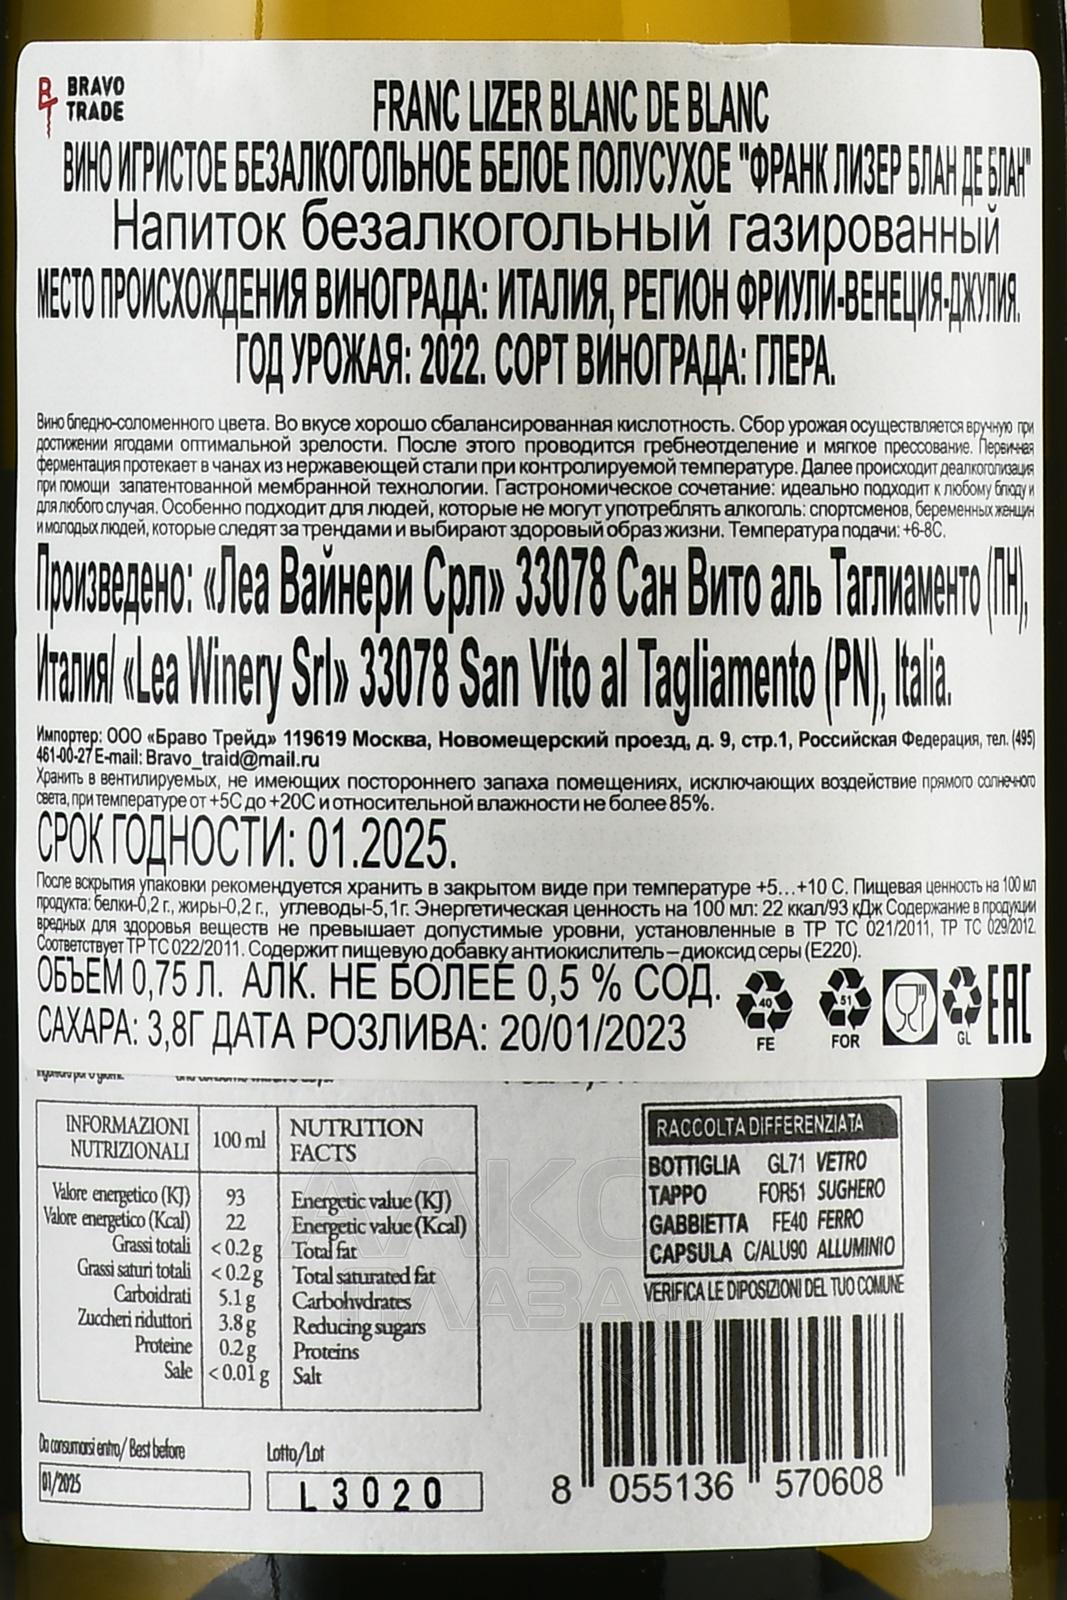 BRAVO
TRADE
FRANC LIZER BLANC DE BLANC
ВИНО ИГРИСТОЕ БЕЗАЛКОГОЛЬНОЕ БЕЛОЕ ПОЛУСУХОЕ "ФРАНК ЛИЗЕР БЛАН ДЕ БЛАН"
Напиток безалкогольный газированный
МЕСТО ПРОИСХОЖДЕНИЯ ВИНОГРАДА: ИТАЛИЯ, РЕГИОН ФРИУЛИ-ВЕНЕЦИЯ-ДЖУЛИЯ.
ГОД УРОЖАЯ: 2022. СОРТ ВИНОГРАДА: ГЛЕРА.
Вино бледно-соломенного цвета. Во вкусе хорошо сбалансированная кислотность. Сбор урожая осуществляется вручную при
достижении ягодами оптимальной зрелости. После этого проводится гребнеотделение и мягкое прессование. Первичная
ферментация протекает в чанах из нержавеющей стали при контролируемой температуре. Далее происходит деалкоголизация
при помощи запатентованной мембранной технологии. Гастрономическое сочетание: идеально подходит к любому блюду и
для любого случая. Особенно подходит для людей, которые не могут употреблять алкоголь: спортсменов, беременных женщин
и молодых людей, которые следят за трендами и выбирают здоровый образ жизни. Температура подачи: +6-8С.
Произведено: «Леа Вайнери Срл» 33078 Сан Вито аль Таглиаменто (ПН),
Италия/ «Lea Winery Srl» 33078 San Vito al Tagliamento (PN), Italia.
Импортер: ООО «Браво Трейд» 119619 Москва, Новомещерский проезд, д. 9, стр.1, Российская Федерация, тел. (495)
461-00-27 E-mail: Bravo_traid@mail.ru
Хранить в вентилируемых, не имеющих постороннего запаха помещениях, исключающих воздействие прямого солнечного
света, при температуре от +5С до +20С и относительной влажности не более 85%.
СРОК ГОДНОСТИ: 01.2025.
После вскрытия упаковки рекомендуется хранить в закрытом виде при температуре +5…+10 С. Пищевая ценность на 100 мл
продукта: белки-0,2 г., жиры-0,2 г., углеводы-5,1г. Энергетическая ценность на 100 мл: 22 ккал/93 кДж Содержание в продукции
вредных для здоровья веществ не превышает допустимые уровни, установленные в ТР ТС 021/2011, ТР ТС 029/2012.
Соответствует ТР ТС 022/2011. Содержит пищевую добавку антиокислитель – диоксид серы (Е220).
ОБЪЕМ 0,75 Л. АЛК. НЕ БОЛЕЕ 0,5 % СОД.
САХАРА: 3,8Г ДАТА РОЗЛИВА: 20/01/2023
40 51
FE FOR GL EAC
INFORMAZIONI NUTRIZIONALI 100 ml NUTRITION FACTS
Valore energetico (KJ) 93 Energetic value (KJ)
Valore energetico (Kcal) 22 Energetic value (Kcal)
Grassi totali <0.2g Total fat
Grassi saturi totali <0.2g Total saturated fat
Carboidrati 5.1g Carbohydrates
Zuccheri riduttori 3.8g Reducing sugars
Proteine 0.2g Proteins
Sale <0.01g Salt
Da consumarsi entro/ Best before
01/2025
Lotto/Lot
L3020
RACCOLTA DIFFERENZIATA
BOTTIGLIA GL71 VETRO
TAPPO FOR51 SUGHERO
GABBIETTA FE40 FERRO
CAPSULA C/ALU90 ALLUMINIO
VERIFICA LE DIPOSIZIONI DEL TUO COMUNE
8 055136 570608